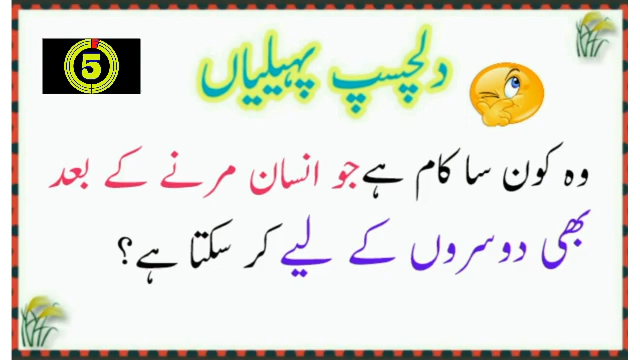 5
دلچسپ پہیلیاں
وہ کون سا کام ہے جو انسان مرنے کے بعد
بھی دوسروں کے لیے کر سکتا ہے؟